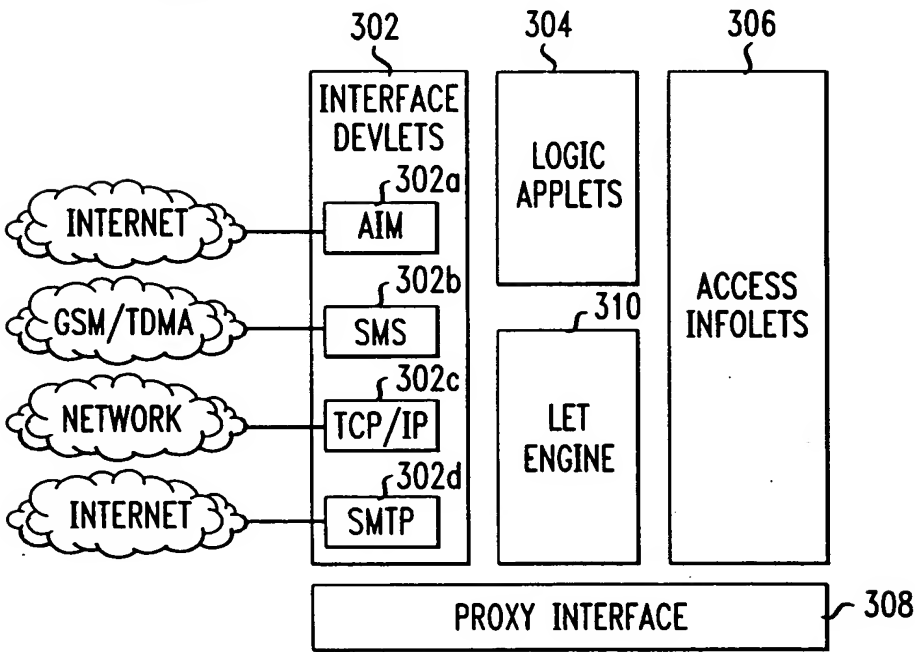 302
304
306
INTERFACE
DEVLETS
LOGIC
APPLETS
302a
INTERNET
AIM
302b
GSM/TDMA
SMS
310
ACCESS
INFOLETS
302c
NETWORK
TCP/IP
LET
ENGINE
302d
INTERNET
SMTP
PROXY INTERFACE
308